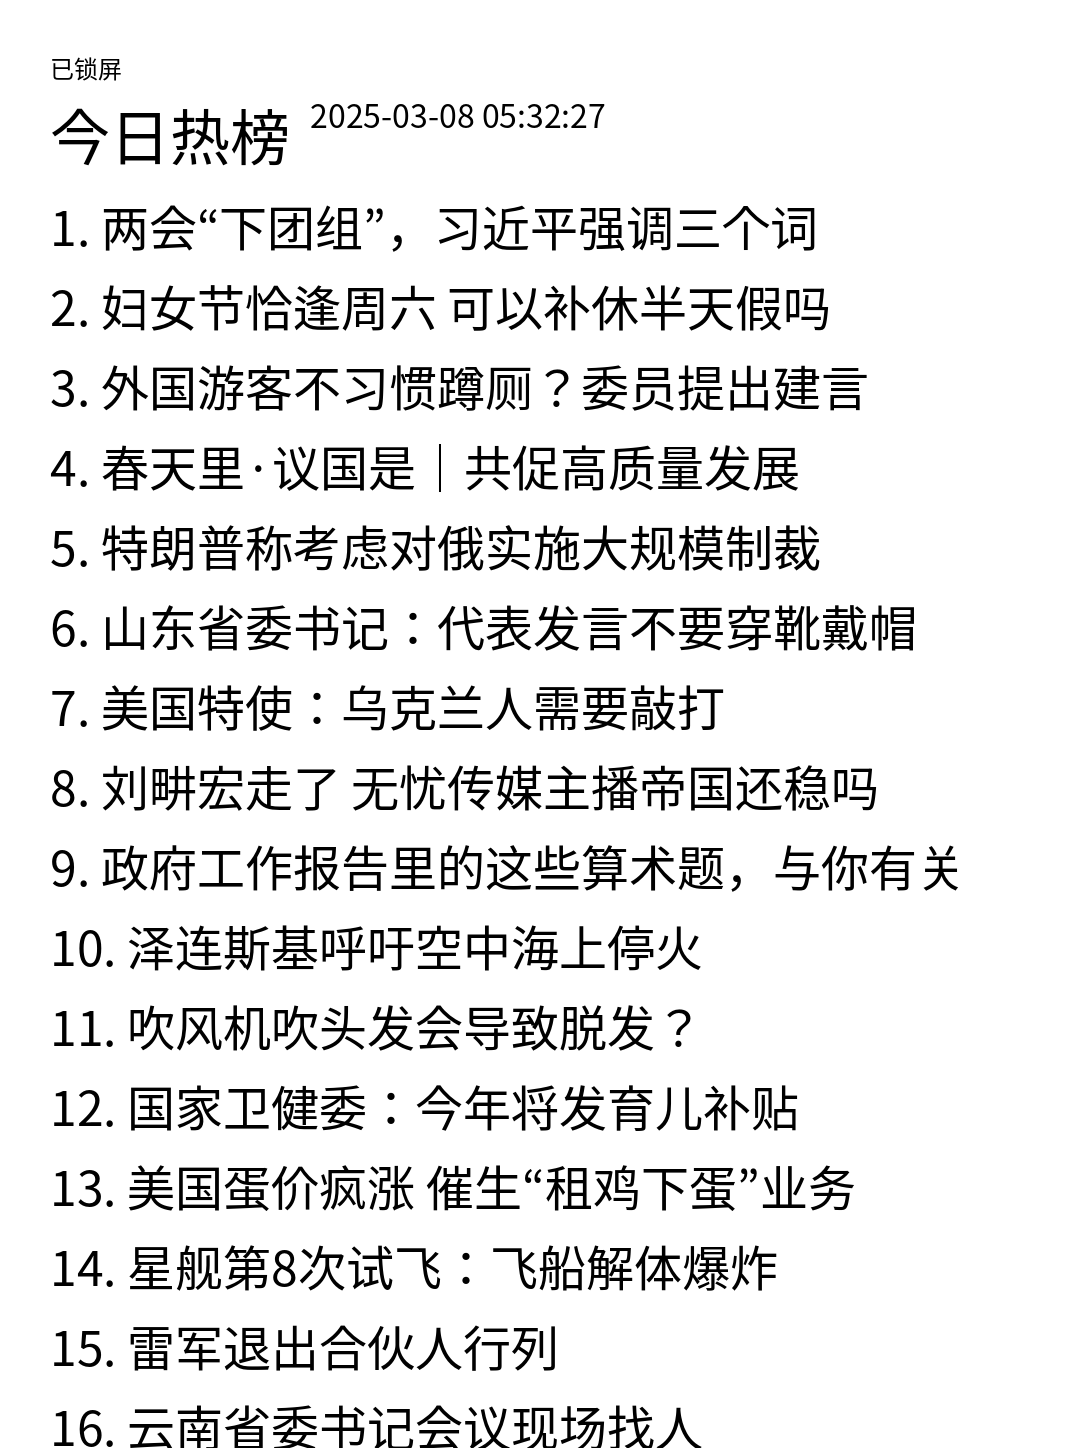 已锁屏
今日热榜 2025-03-08 05:32:27
1. 两会“下团组”，习近平强调三个词
2. 妇女节恰逢周六 可以补休半天假吗
3. 外国游客不习惯蹲厕？委员提出建言
4. 春天里·议国是｜共促高质量发展
5. 特朗普称考虑对俄实施大规模制裁
6. 山东省委书记：代表发言不要穿靴戴帽
7. 美国特使：乌克兰人需要敲打
8. 刘畊宏走了 无忧传媒主播帝国还稳吗
9. 政府工作报告里的这些算术题，与你有关
10. 泽连斯基呼吁空中海上停火
11. 吹风机吹头发会导致脱发？
12. 国家卫健委：今年将发育儿补贴
13. 美国蛋价疯涨 催生“租鸡下蛋”业务
14. 星舰第8次试飞：飞船解体爆炸
15. 雷军退出合伙人行列
16. 云南省委书记会议现场找人